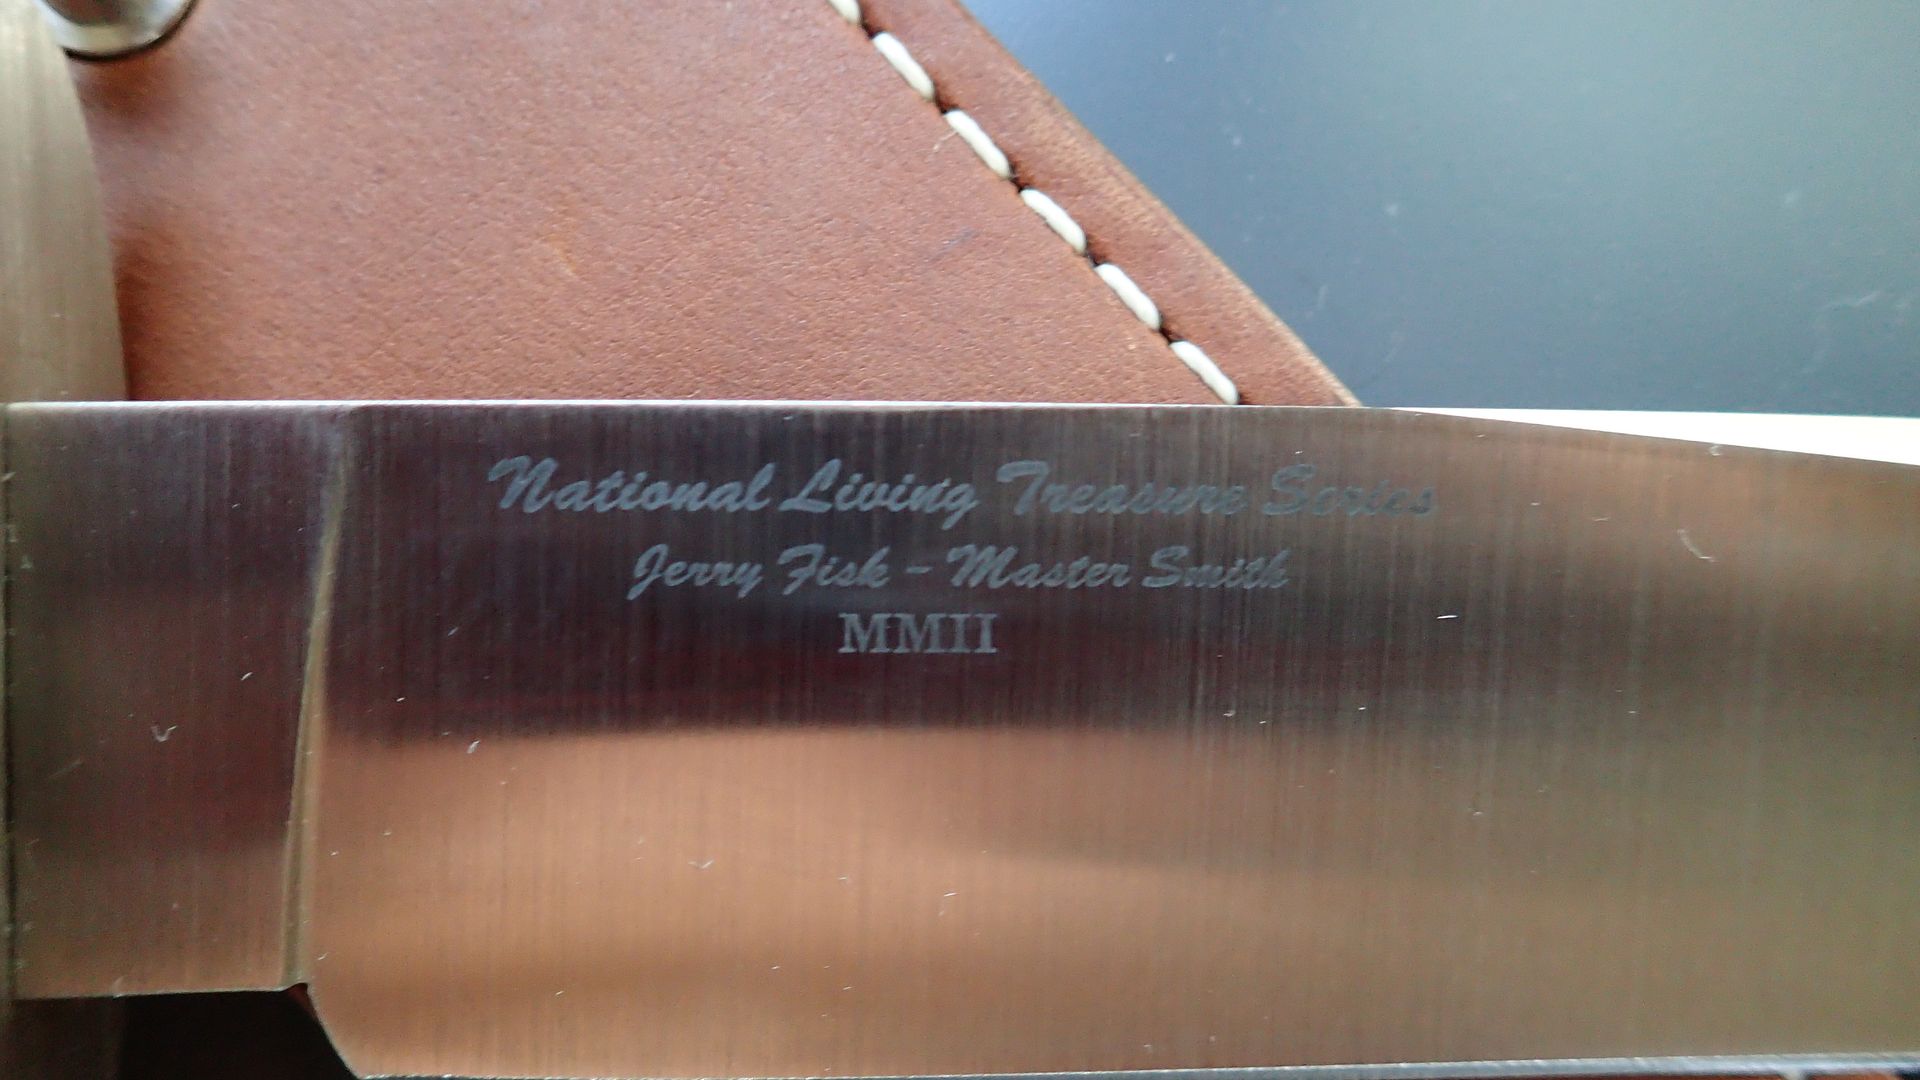 National Living Treasure Series
Jerry Fisk - Master Smith
MMII